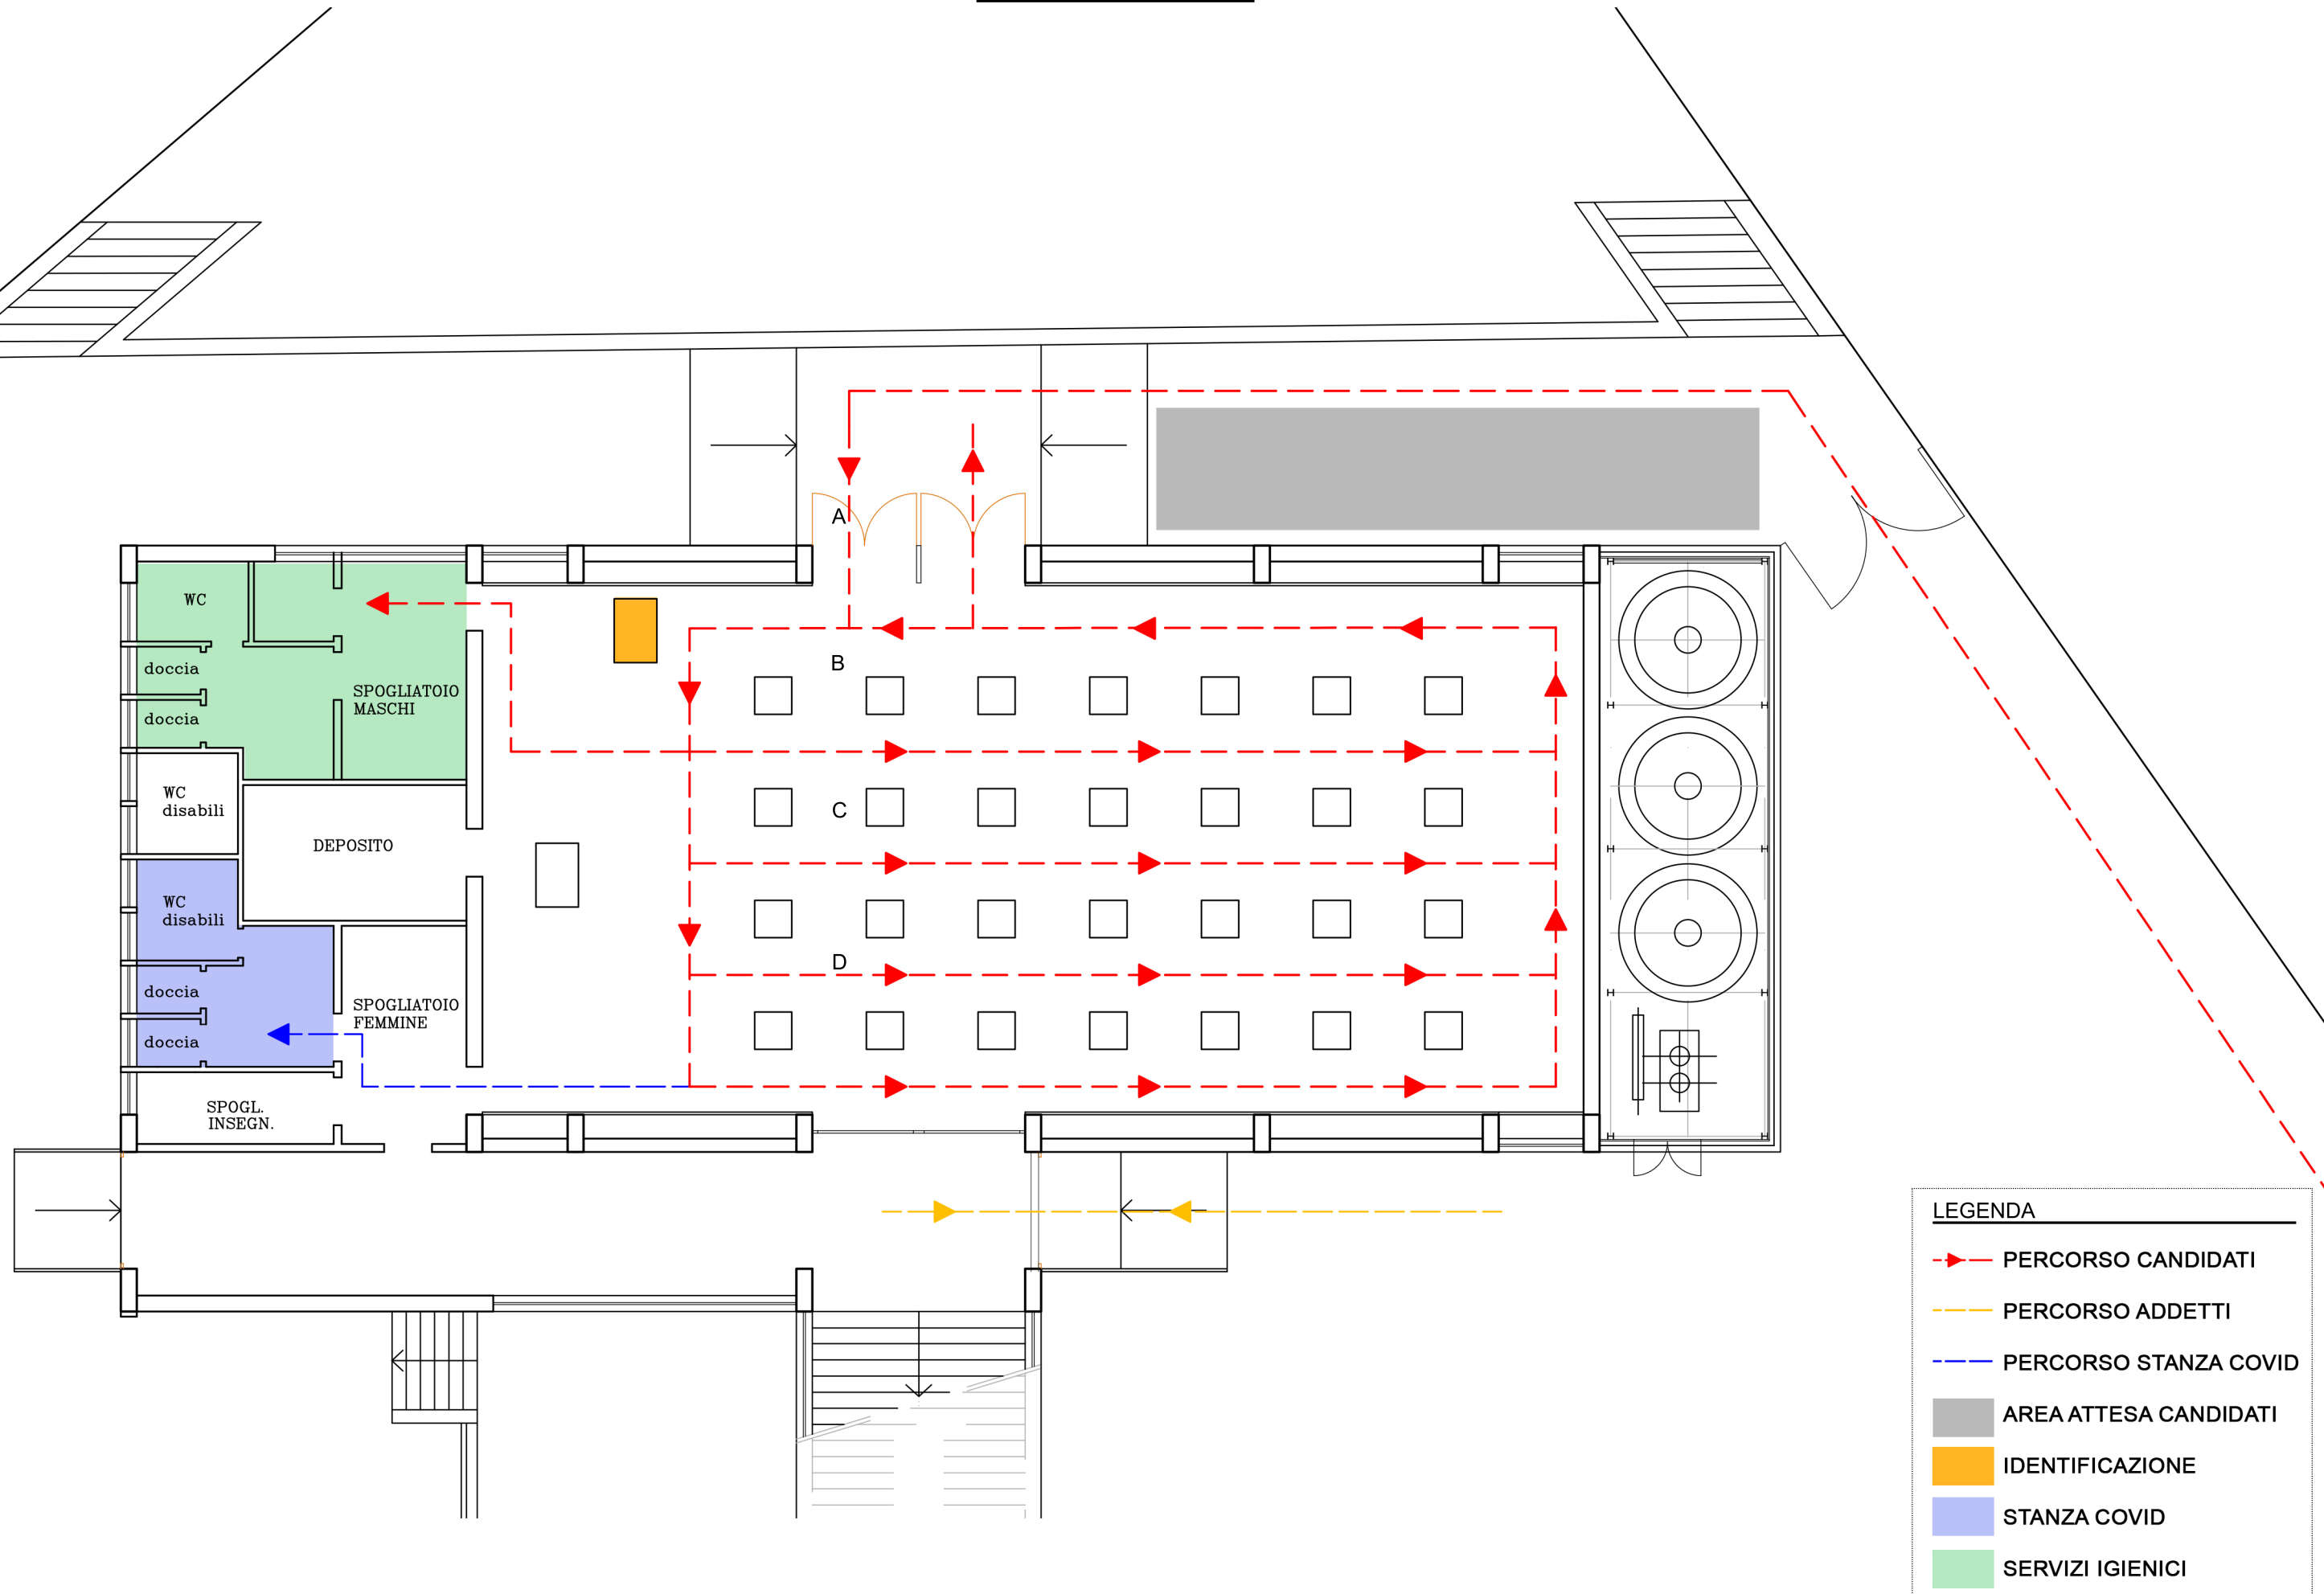 A
WC
doccia
B
SPOGLIATOIO
MASCHI
doccia
WC
disabili
C
DEPOSITO
WC
disabili
D
doccia
SPOGLIATOIO
FEMMINE
doccia
SPOGL.
INSEGN.
LEGENDA
PERCORSO CANDIDATI
PERCORSO ADDETTI
PERCORSO STANZA COVID
AREA ATTESA CANDIDATI
IDENTIFICAZIONE
STANZA COVID
SERVIZI IGIENICI